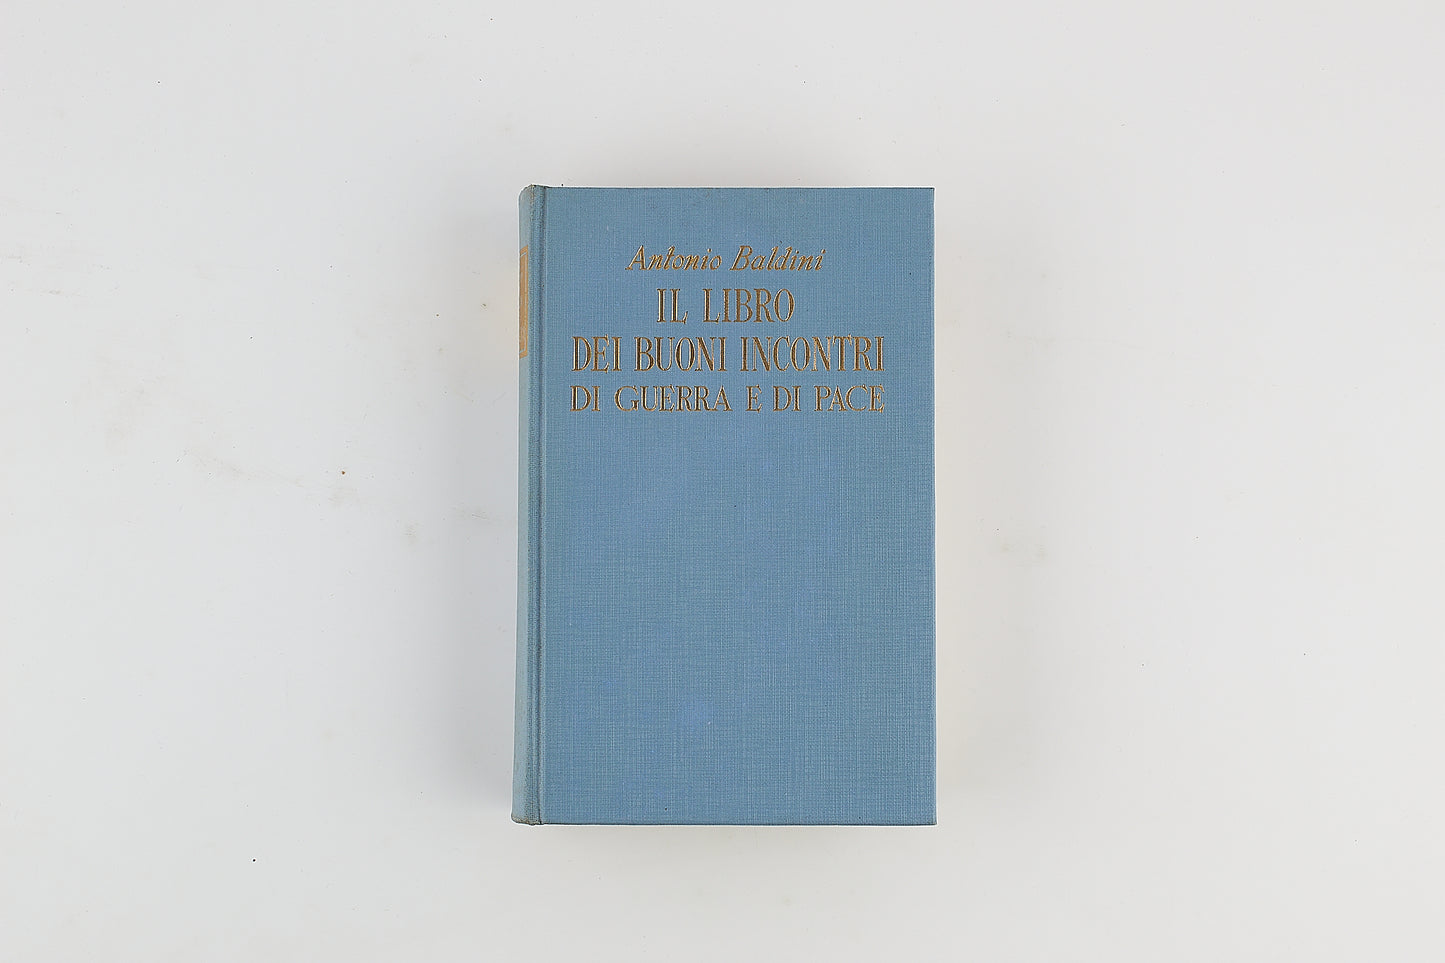 Antonio Baldini
IL LIBRO
DEI BUONI INCONTRI
DI GUERRA E DI PACE